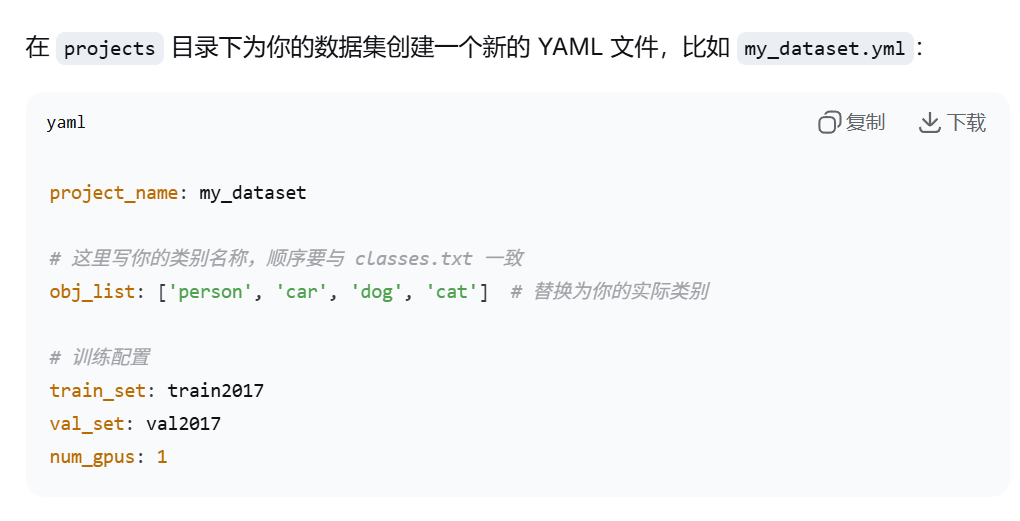 在 projects 目录下为你的数据集创建一个新的 YAML 文件，比如 my_dataset.yml：
yaml
复制
下载
project_name: my_dataset
# 这里写你的类别名称，顺序要与 classes.txt 一致
obj_list: ['person', 'car', 'dog', 'cat']  # 替换为你的实际类别
# 训练配置
train_set: train2017
val_set: val2017
num_gpus: 1